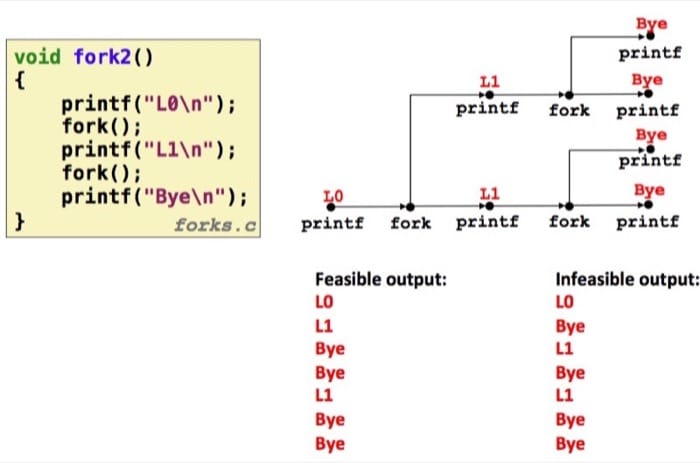 void fork2()
{
printf("L0\n");
fork();
printf("L1\n");
fork();
printf("Bye\n");
}
forks.c
Bye
printf
L1
Bye
printf fork printf
Bye
printf
L0 L1 Bye
printf fork printf fork printf
Feasible output:
L0
L1
Bye
Bye
L1
Bye
Bye
Infeasible output:
L0
Bye
L1
Bye
L1
Bye
Bye